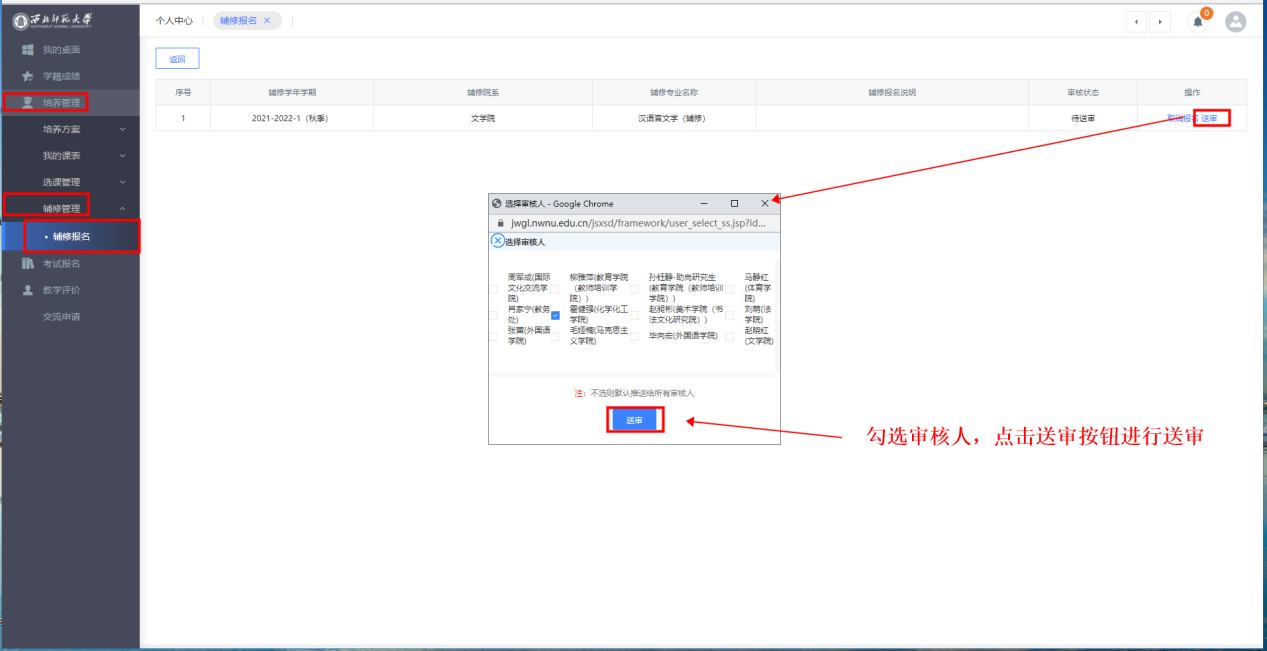 西北师范大学
个人中心
辅修报名 ×
0
我的桌面
学籍成绩
培养管理
培养方案
我的课表
选课管理
辅修管理
• 辅修报名
考试报名
教学评价
交流申请
返回
序号 辅修学年学期 辅修院系 辅修专业名称 辅修报名说明 审核状态 操作
1 2021-2022-1（秋季） 文学院 汉语言文学（辅修） 待送审 取消报名 送审
选择审核人 - Google Chrome
jwgl.nwnu.edu.cn/jsxsd/framework/user_select_ss.jsp?id...
选择审核人
周军成(国际 柳雅萍(教育学院 孙钰静-助岗研究生 马静红
文化交流学 （教师培训学 (教育学院（教师培训 (体育学
院) 院）) 学院）) 院)
肖家宁(教务 霍健强(化学化工 赵昶彬(美术学院（书 刘萌(法
处) 学院) 法文化研究院）) 学院)
张蕾(外国语 毛娅楠(马克思主 毕向宏(外国语学院) 赵晓红
学院) 义学院) (文学院)
注：不选则默认推送给所有审核人
送审
勾选审核人，点击送审按钮进行送审